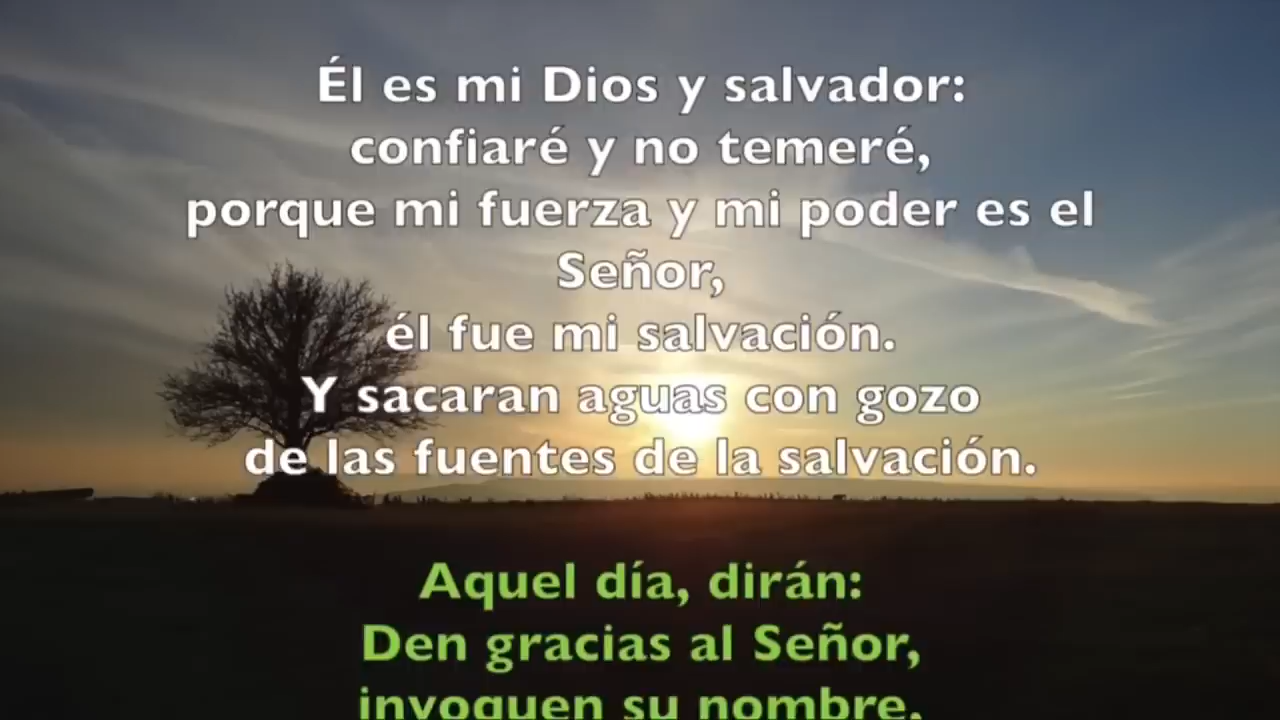 Él es mi Dios y salvador:
confiaré y no temeré,
porque mi fuerza y mi poder es el
Señor,
él fue mi salvación.
Y sacaran aguas con gozo
de las fuentes de la salvación.
Aquel día, dirán:
Den gracias al Señor,
invoquen su nombre,